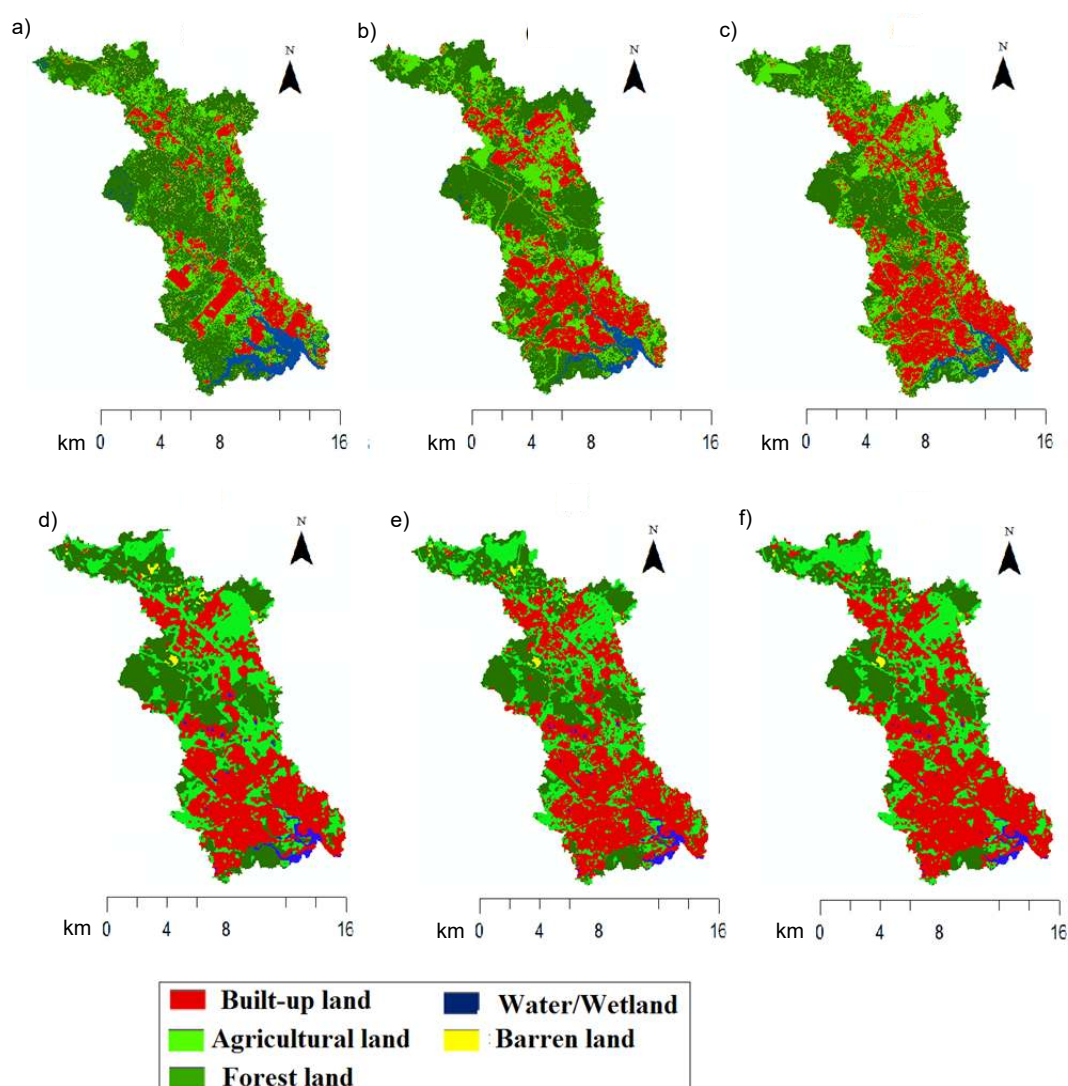 a)
b)
c)
N
N
N
km 0 4 8 16
km 0 4 8 16
km 0 4 8 16
d)
e)
f)
N
N
N
km 0 4 8 16
km 0 4 8 16
km 0 4 8 16
Built-up land
Water/Wetland
Agricultural land
Barren land
Forest land